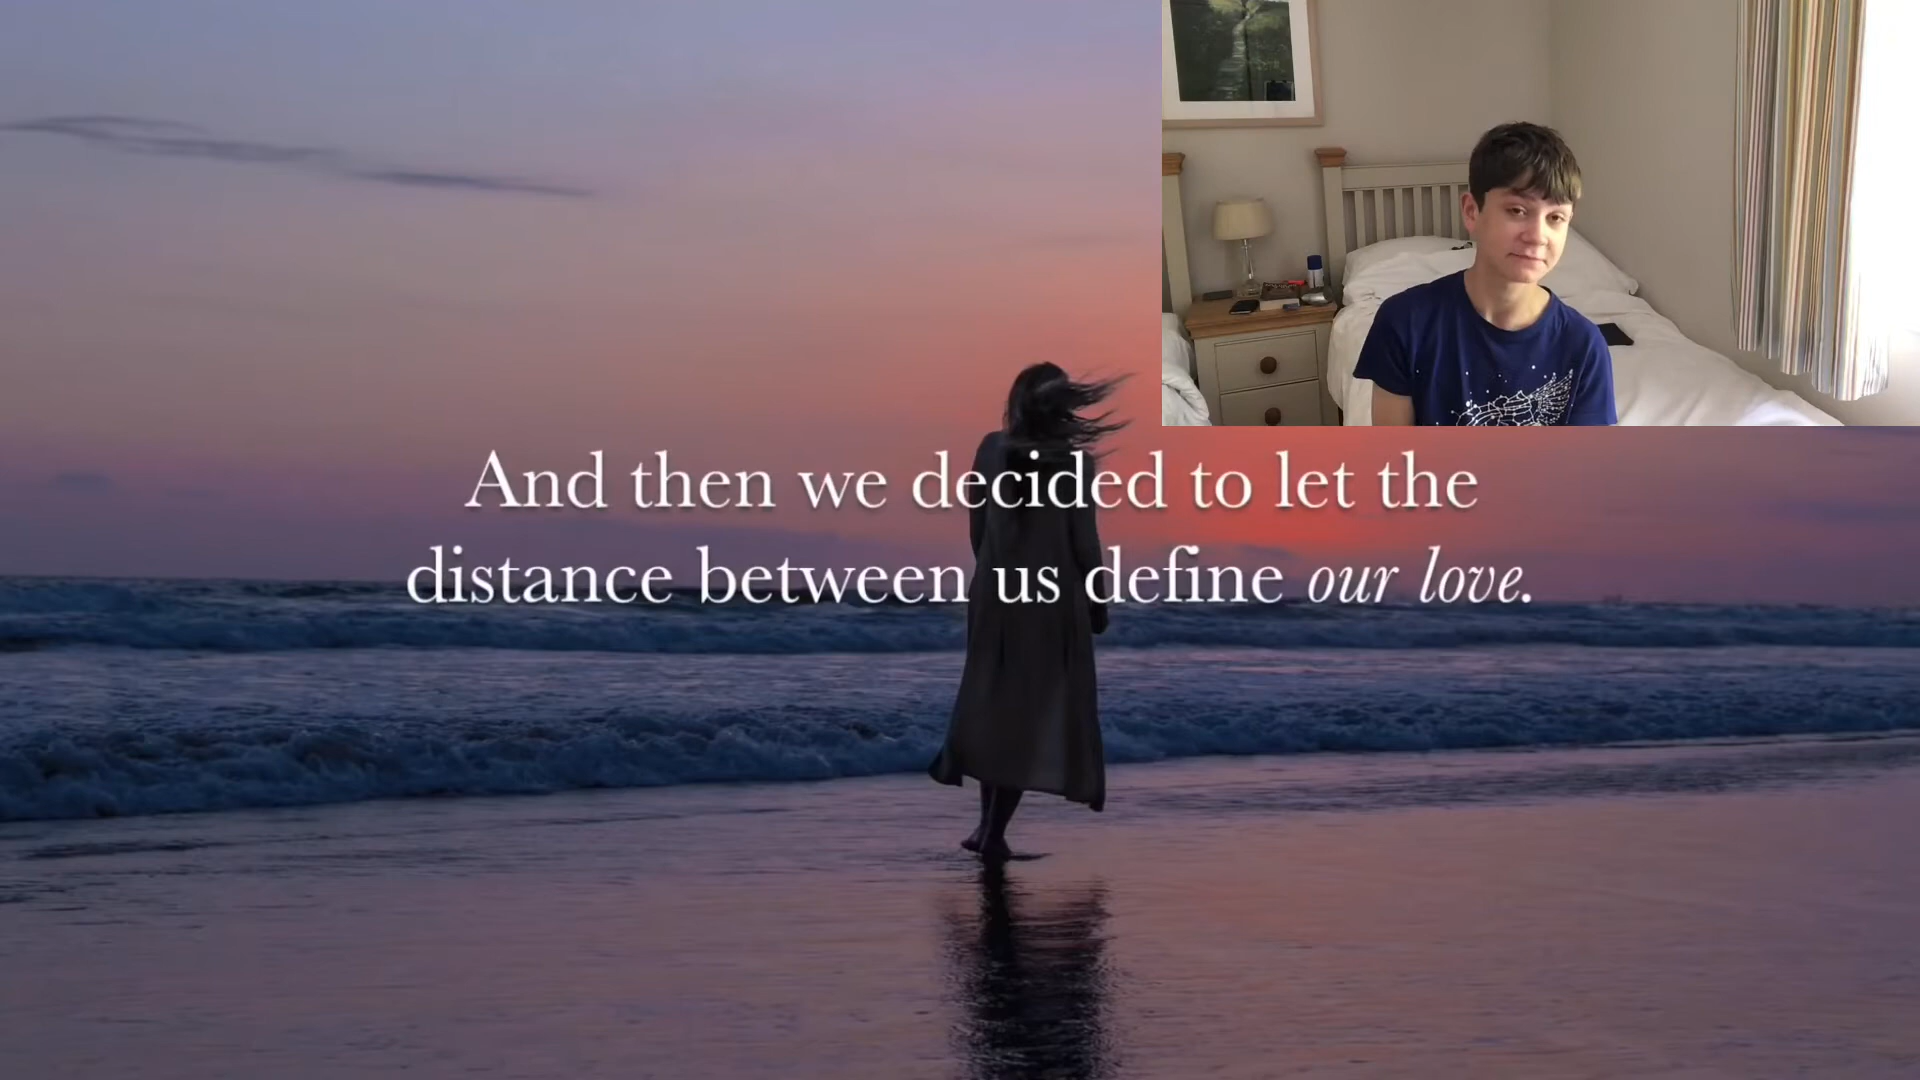 And then we decided to let the
distance between us define our love.